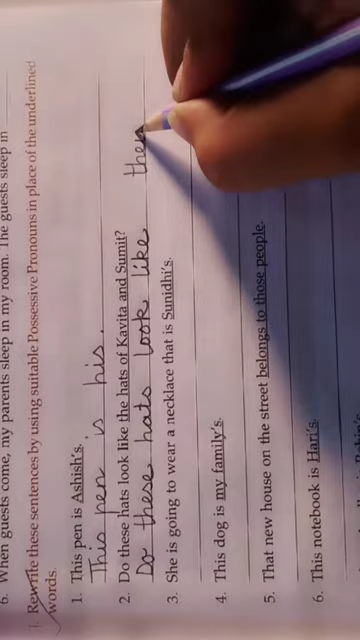 6. When guests come, my parents sleep in my room. The guests sleep in
Rewrite these sentences by using suitable Possessive Pronouns in place of the underlined
words.
1. This pen is Ashish's.
This pen is his.
2. Do these hats look like the hats of Kavita and Sumit?
Do these hats look like the
3. She is going to wear a necklace that is Sunidhi's.
4. This dog is my family's.
5. That new house on the street belongs to those people.
6. This notebook is Hari's.